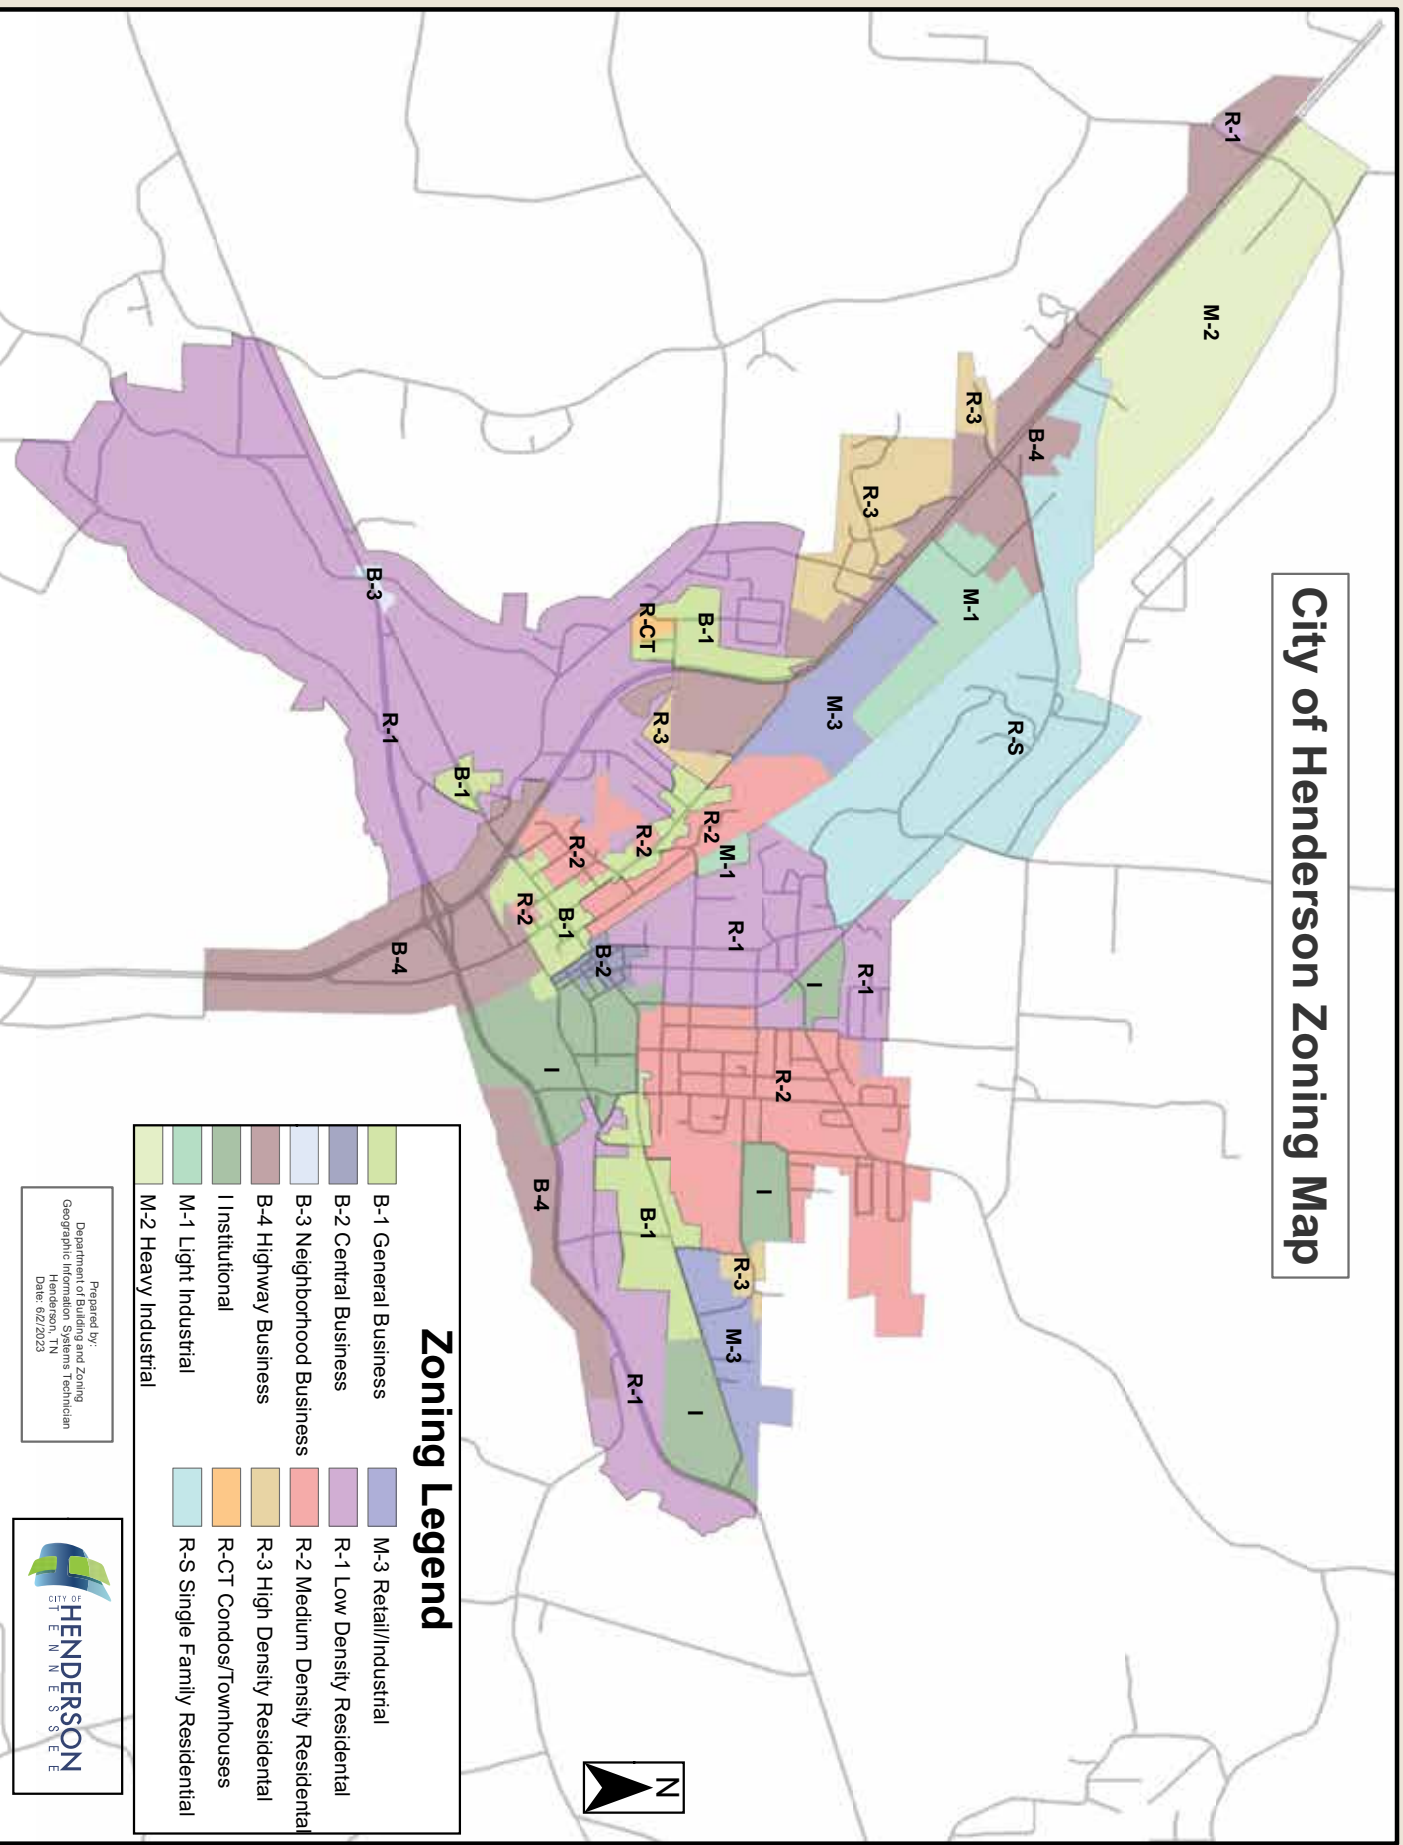 City of Henderson Zoning Map
R-1
M-2
R-3
B-4
R-3
M-1
R-S
M-3
B-1
R-CT
B-3
R-3
R-1
B-1
R-2
R-2
R-2
M-1
R-2
B-1
R-1
B-2
R-1
I
B-4
R-2
I
I
B-4
B-1
R-3
M-3
R-1
I
Zoning Legend
B-1 General Business
B-2 Central Business
B-3 Neighborhood Business
B-4 Highway Business
I Institutional
M-1 Light Industrial
M-2 Heavy Industrial
M-3 Retail/Industrial
R-1 Low Density Residental
R-2 Medium Density Residental
R-3 High Density Residental
R-CT Condos/Townhouses
R-S Single Family Residential
Prepared by:
Department of Building and Zoning
Geographic Information Systems Technician
Henderson, TN
Date: 6/2/2023
CITY OF
HENDERSON
TENNESSEE
N